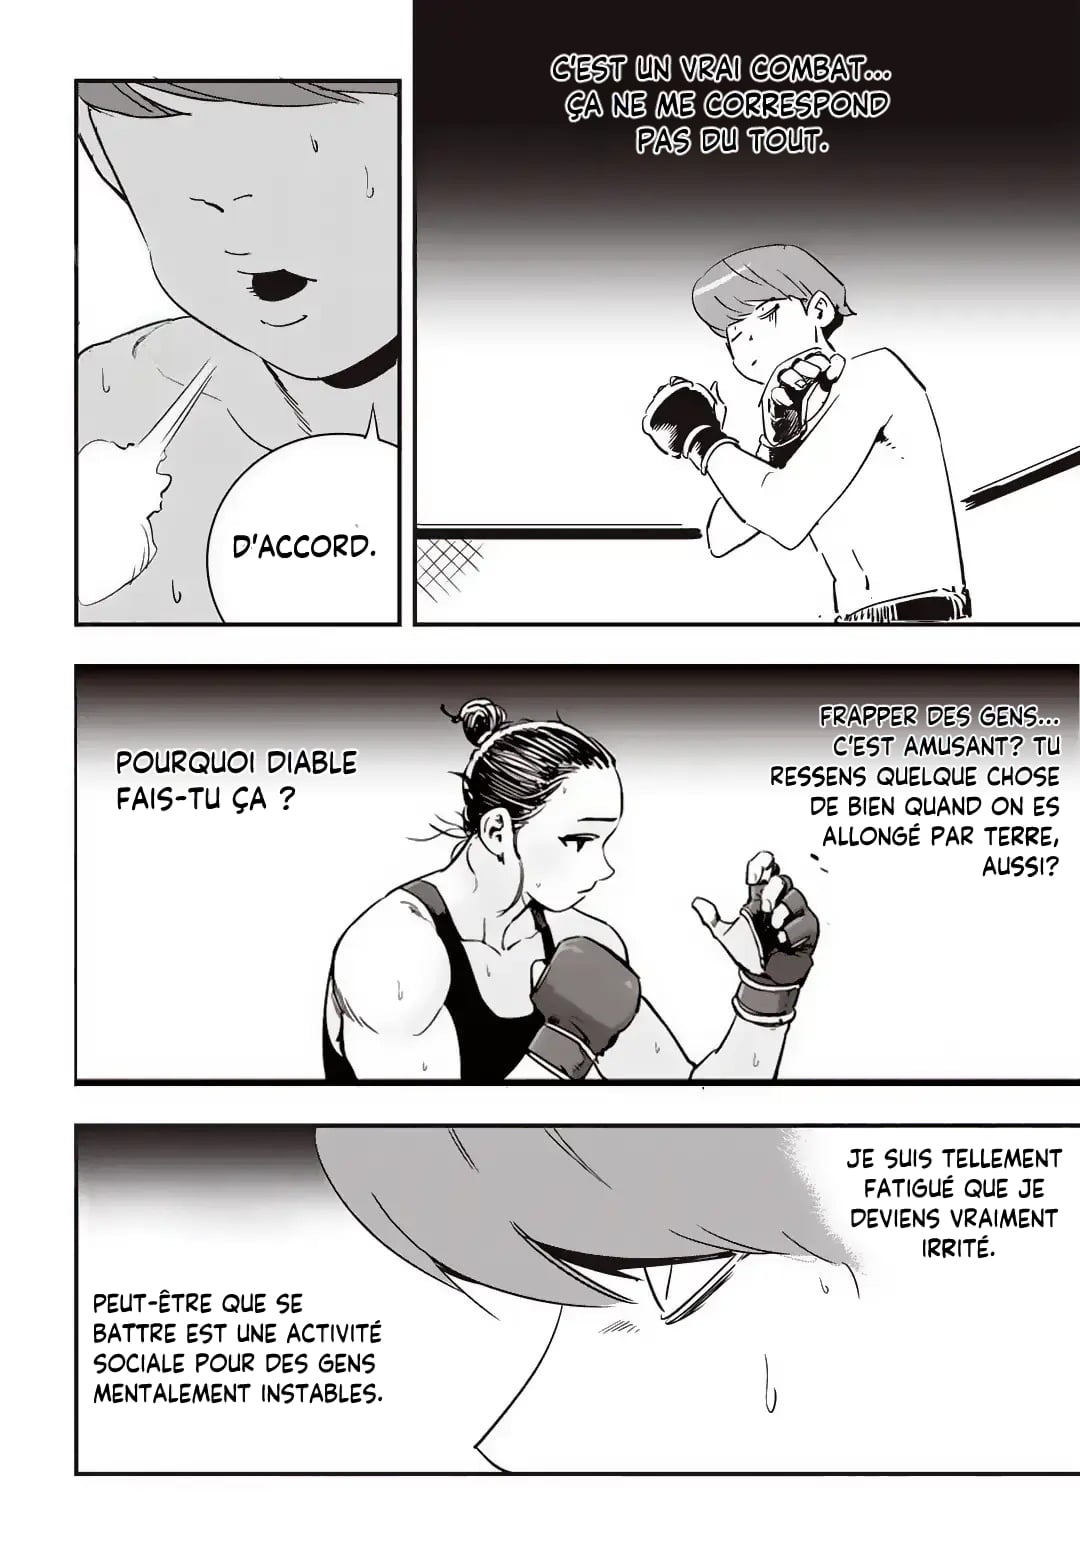 C'EST UN VRAI COMBAT...
ÇA NE ME CORRESPOND
PAS DU TOUT.
D'ACCORD.
FRAPPER DES GENS...
C'EST AMUSANT? TU
RESSENS QUELQUE CHOSE
DE BIEN QUAND ON ES
ALLONGÉ PAR TERRE,
AUSSI?
POURQUOI DIABLE
FAIS-TU ÇA ?
JE SUIS TELLEMENT
FATIGUÉ QUE JE
DEVIENS VRAIMENT
IRRITÉ.
PEUT-ÊTRE QUE SE
BATTRE EST UNE ACTIVITÉ
SOCIALE POUR DES GENS
MENTALEMENT INSTABLES.